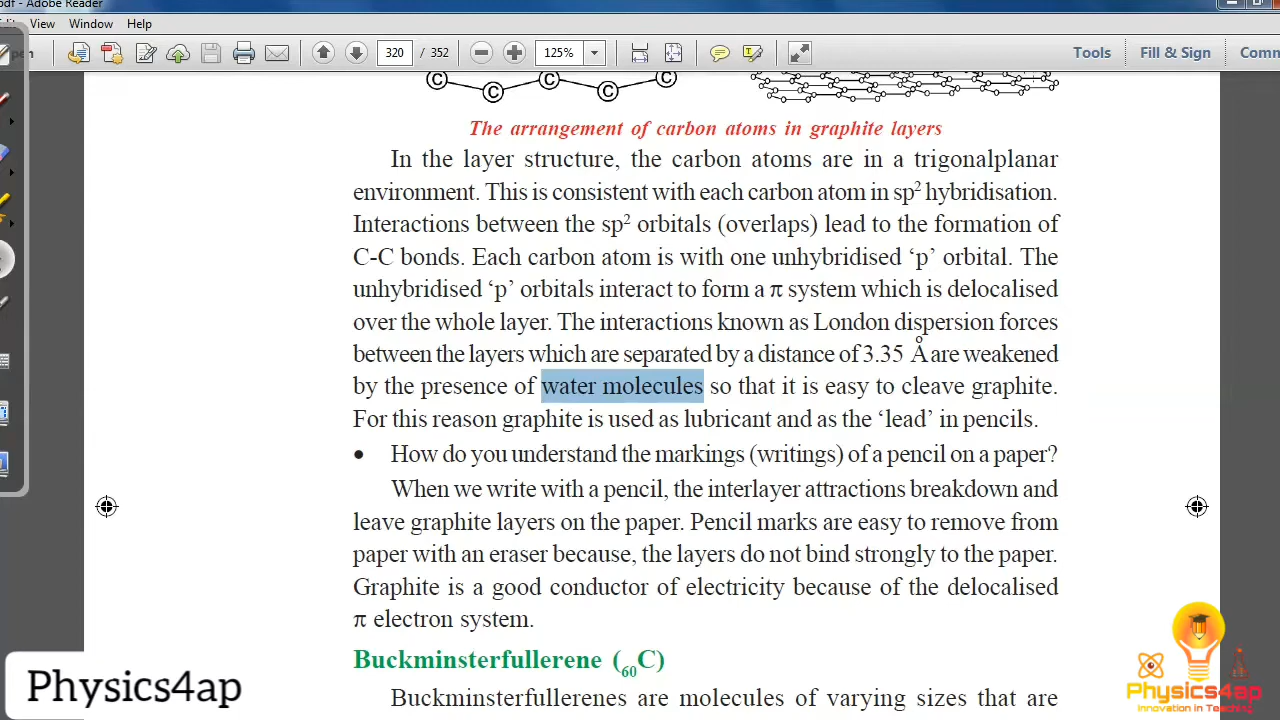 pdf - Adobe Reader
View Window Help
320 / 352 125% Tools Fill & Sign
C C C C C
The arrangement of carbon atoms in graphite layers
In the layer structure, the carbon atoms are in a trigonalplanar
environment. This is consistent with each carbon atom in sp² hybridisation.
Interactions between the sp² orbitals (overlaps) lead to the formation of
C-C bonds. Each carbon atom is with one unhybridised ‘p’ orbital. The
unhybridised ‘p’ orbitals interact to form a π system which is delocalised
over the whole layer. The interactions known as London dispersion forces
between the layers which are separated by a distance of 3.35 Å are weakened
by the presence of water molecules so that it is easy to cleave graphite.
For this reason graphite is used as lubricant and as the ‘lead’ in pencils.
• How do you understand the markings (writings) of a pencil on a paper?
When we write with a pencil, the interlayer attractions breakdown and
leave graphite layers on the paper. Pencil marks are easy to remove from
paper with an eraser because, the layers do not bind strongly to the paper.
Graphite is a good conductor of electricity because of the delocalised
π electron system.
Buckminsterfullerene (₆₀C)
Buckminsterfullerenes are molecules of varying sizes that are
Physics4ap
Physics4ap
Innovation in Teaching